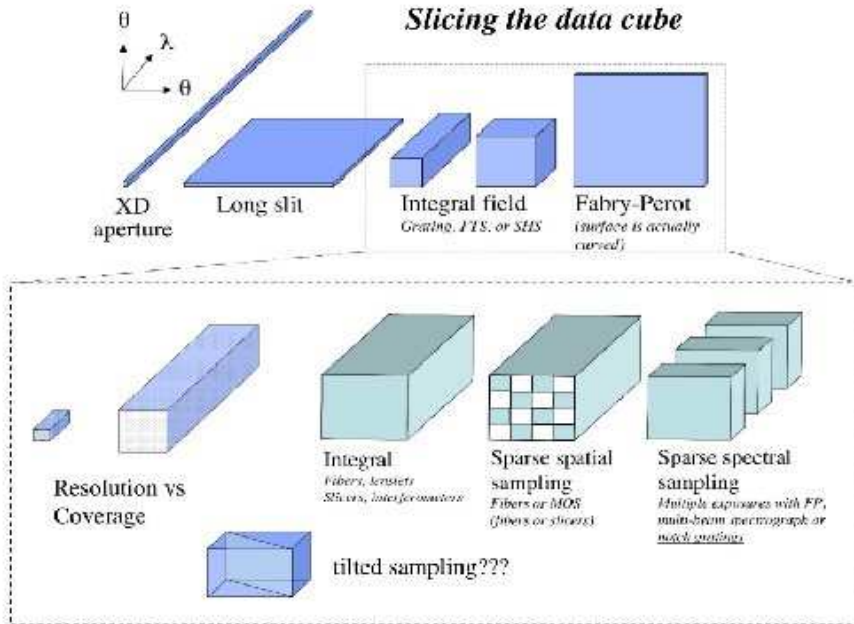 Slicing the data cube
θ
λ
θ
XD
aperture
Long slit
Integral field
Grating, FTS, or SHS
Fabry-Perot
(surface is actually
curved)
Resolution vs
Coverage
Integral
Fibers, lenslets
Slicers, interferometers
Sparse spatial
sampling
Fibers or MOS
(fibers or slicers)
Sparse spectral
sampling
Multiple exposures with FP,
multi-beam spectrograph or
notch gratings
tilted sampling???